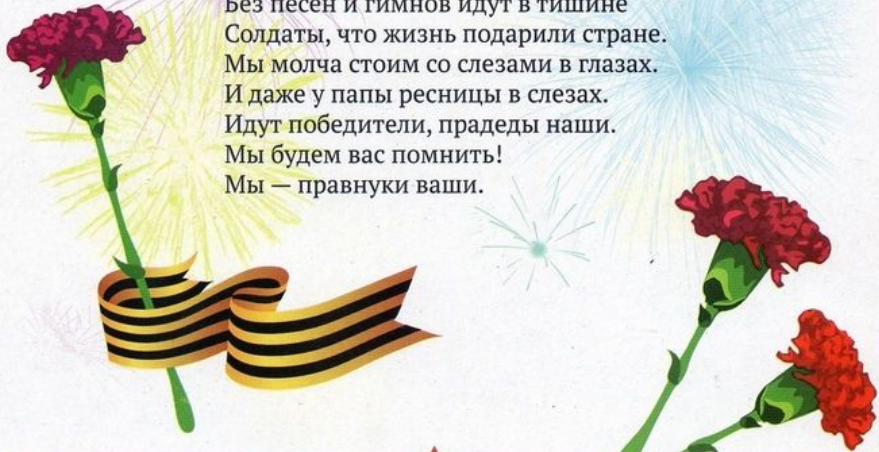 Без песен и гимнов идут в тишине
Солдаты, что жизнь подарили стране.
Мы молча стоим со слезами в глазах.
И даже у папы ресницы в слезах.
Идут победители, прадеды наши.
Мы будем вас помнить!
Мы — правнуки ваши.